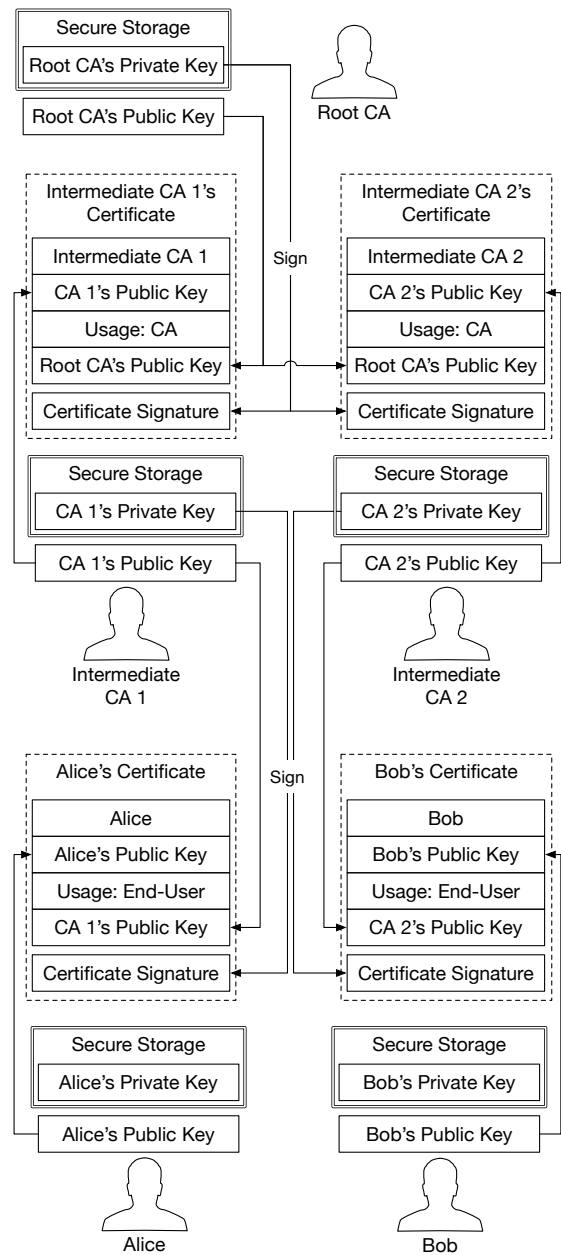 Secure Storage
Root CA's Private Key
Root CA
Root CA's Public Key
Intermediate CA 1's
Certificate
Intermediate CA 1
CA 1's Public Key
Usage: CA
Root CA's Public Key
Certificate Signature
Sign
Intermediate CA 2's
Certificate
Intermediate CA 2
CA 2's Public Key
Usage: CA
Root CA's Public Key
Certificate Signature
Secure Storage
CA 1's Private Key
CA 1's Public Key
Intermediate
CA 1
Secure Storage
CA 2's Private Key
CA 2's Public Key
Intermediate
CA 2
Alice's Certificate
Alice
Alice's Public Key
Usage: End-User
CA 1's Public Key
Certificate Signature
Sign
Bob's Certificate
Bob
Bob's Public Key
Usage: End-User
CA 2's Public Key
Certificate Signature
Secure Storage
Alice's Private Key
Alice's Public Key
Alice
Secure Storage
Bob's Private Key
Bob's Public Key
Bob